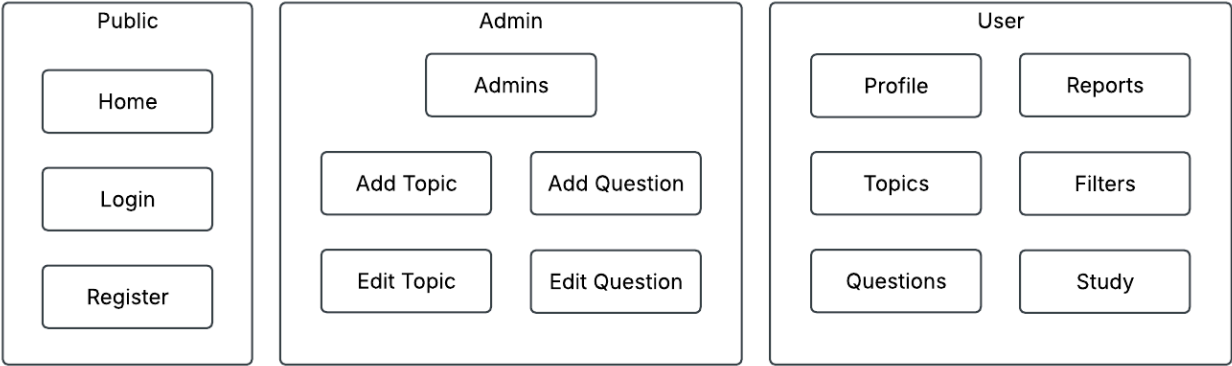 Public
Home
Login
Register
Admin
Admins
Add Topic
Add Question
Edit Topic
Edit Question
User
Profile
Reports
Topics
Filters
Questions
Study